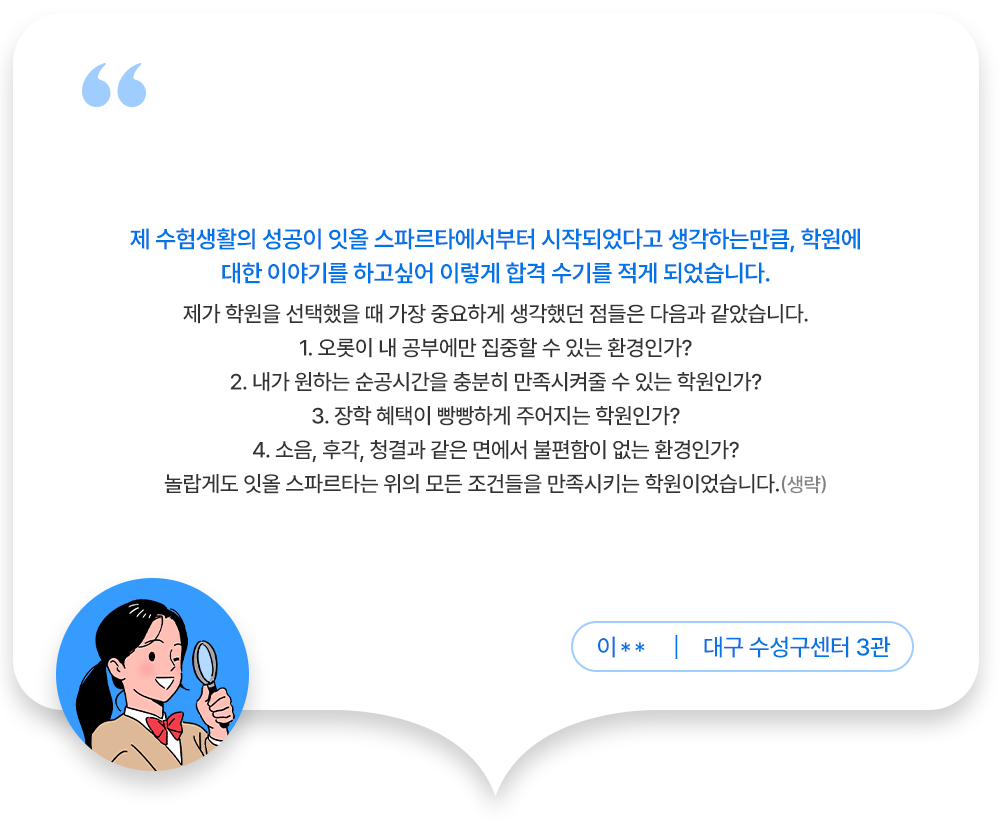 제 수험생활의 성공이 잇올 스파르타에서부터 시작되었다고 생각하는만큼, 학원에
대한 이야기를 하고싶어 이렇게 합격 수기를 적게 되었습니다.
제가 학원을 선택했을 때 가장 중요하게 생각했던 점들은 다음과 같았습니다.
1. 오롯이 내 공부에만 집중할 수 있는 환경인가?
2. 내가 원하는 순공시간을 충분히 만족시켜줄 수 있는 학원인가?
3. 장학 혜택이 빵빵하게 주어지는 학원인가?
4. 소음, 후각, 청결과 같은 면에서 불편함이 없는 환경인가?
놀랍게도 잇올 스파르타는 위의 모든 조건들을 만족시키는 학원이었습니다.(생략)
이** | 대구 수성구센터 3관